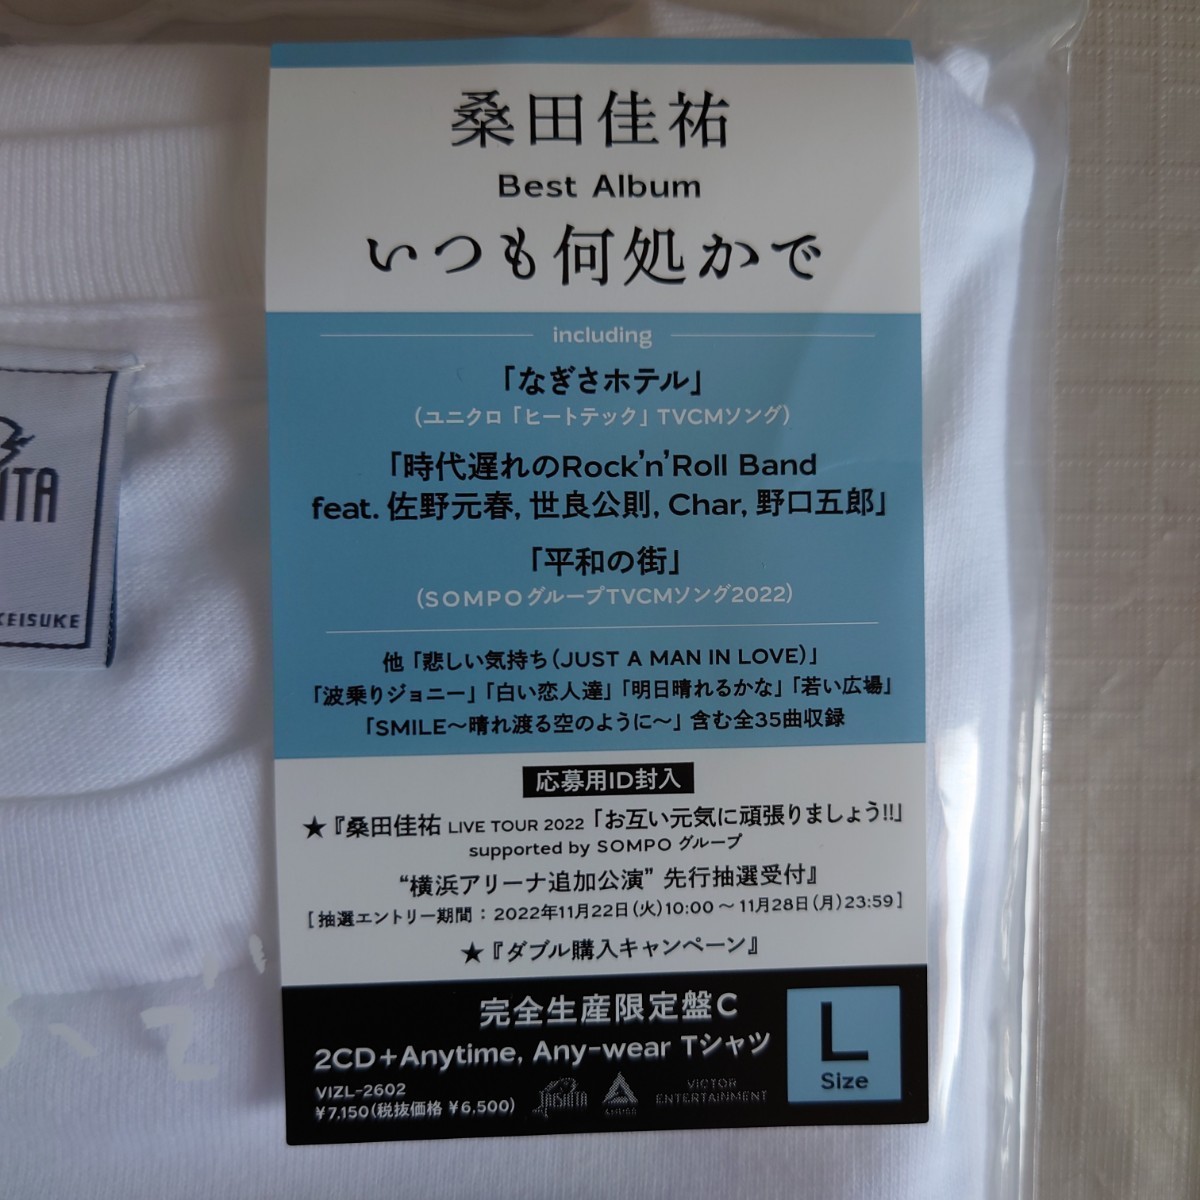 桑田佳祐
Best Album
いつも何処かで
including
「なぎさホテル」
(ユニクロ「ヒートテック」TVCMソング)
「時代遅れのRock'n'Roll Band
feat. 佐野元春, 世良公則, Char, 野口五郎」
「平和の街」
(SOMPOグループTVCMソング2022)
他「悲しい気持ち(JUST A MAN IN LOVE)」
「波乗りジョニー」「白い恋人達」「明日晴れるかな」「若い広場」
「SMILE〜晴れ渡る空のように〜」含む全35曲収録
応募用ID封入
★『桑田佳祐 LIVE TOUR 2022「お互い元気に頑張りましょう!!」
supported by SOMPO グループ
“横浜アリーナ追加公演” 先行抽選受付』
[抽選エントリー期間：2022年11月22日(火)10:00〜11月28日(月)23:59]
★『ダブル購入キャンペーン』
完全生産限定盤C
2CD+Anytime, Any-wear Tシャツ
L
Size
VIZL-2602
¥7,150(税抜価格 ¥6,500)
TAISHITA
VICTOR
ENTERTAINMENT
KEISUKE